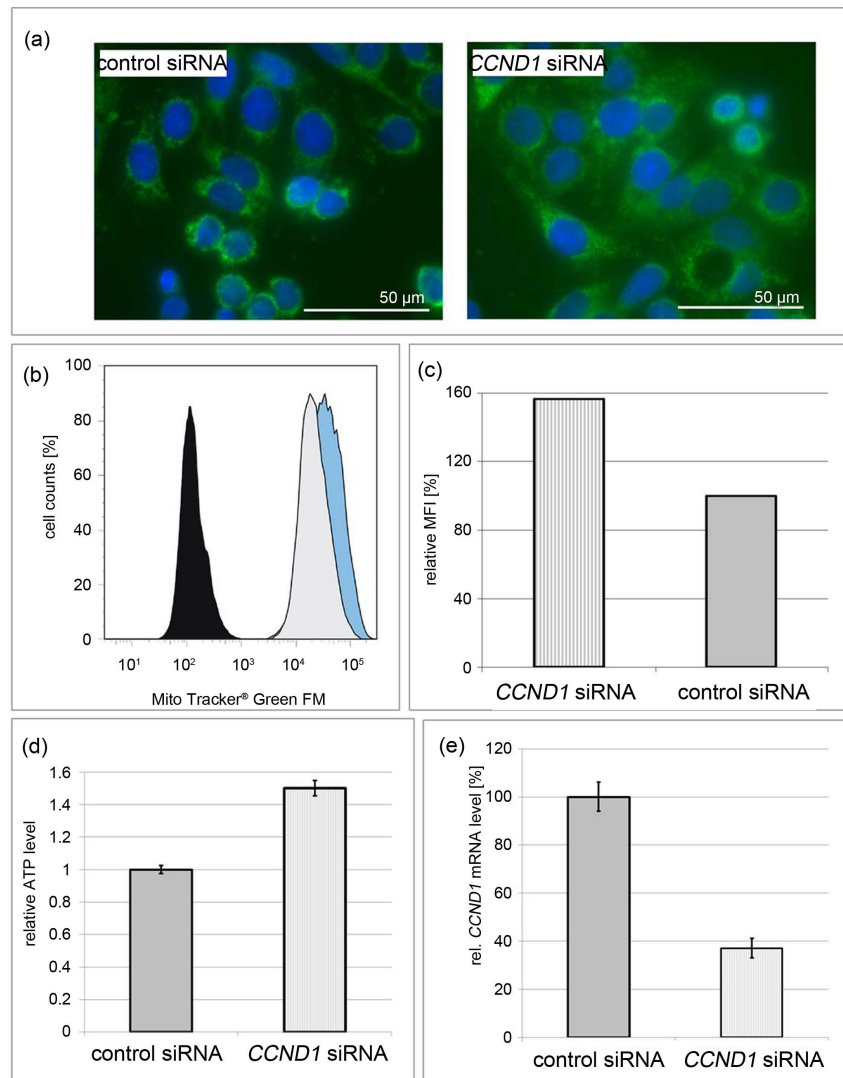 (a)
control siRNA
CCND1 siRNA
50 µm
50 µm
(b)
cell counts [%]
100
80
60
40
20
0
10¹ 10² 10³ 10⁴ 10⁵
Mito Tracker® Green FM
(c)
relative MFI [%]
160
120
80
40
0
CCND1 siRNA control siRNA
(d)
relative ATP level
1.6
1.4
1.2
1
0.8
0.6
0.4
0.2
0
control siRNA CCND1 siRNA
(e)
rel. CCND1 mRNA level [%]
120
100
80
60
40
20
0
control siRNA CCND1 siRNA